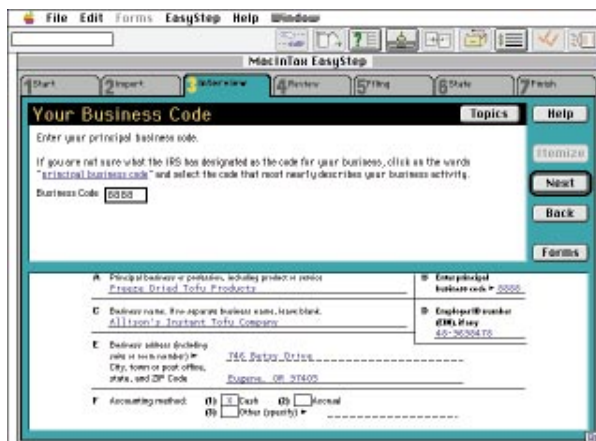 File Edit Forms EasyStep Help Window
MacInTax EasyStep
1 Start 2 Import 3 Interview 4 Review 5 Filing 6 State 7 Finish
Your Business Code
Topics
Help
Enter your principal business code.
Itemize
If you are not sure what the IRS has designated as the code for your business, click on the words
"principal business code" and select the code that most nearly describes your business activity.
Next
Business Code 8888
Back
Forms
A Principal business or profession, including product or service
Freeze Dried Tofu Products
B Enter principal
business code ► 8888
C Business name. If no separate business name, leave blank.
Allison's Instant Tofu Company
D Employer ID number
(EIN), if any
48-3698478
E Business address (including
suite or room number) ►
746 Betsy Drive
City, town or post office,
state, and ZIP Code
Eugene, OR 97405
F Accounting method: (1) X Cash (2) Accrual
(3) Other (specify) ►